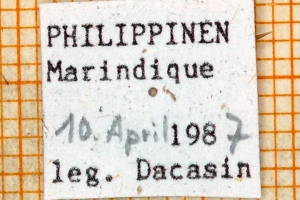 PHILIPPINEN
Marindique
10. April 1987
leg. Dacasin